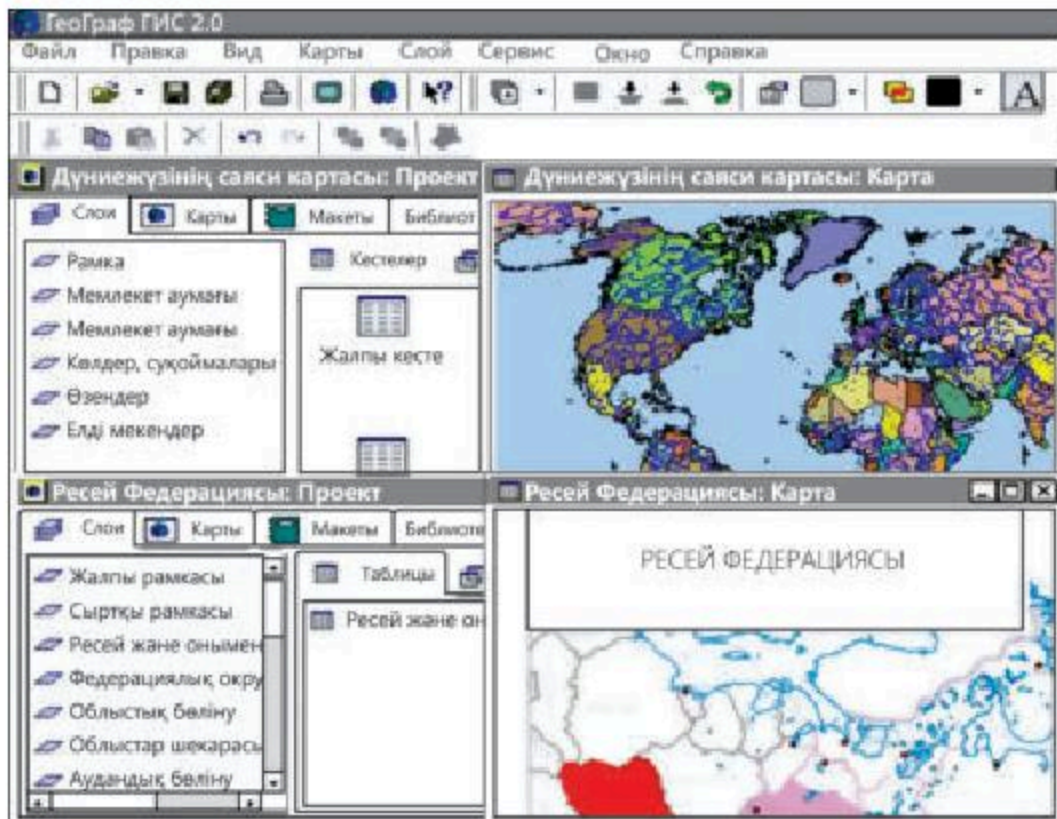 ГеоГраф ГИС 2.0
Файл Правка Вид Карты Слой Сервис Окно Справка
A
Дүниежүзінің саяси картасы: Проект
Слои Карты Макеты Библиот
Рамка
Мемлекет аумағы
Мемлекет аумағы
Көлдер, суқоймалары
Өзендер
Елді мекендер
Кестелер
Жалпы кесте
Дүниежүзінің саяси картасы: Карта
Ресей Федерациясы: Проект
Слои Карты Макеты Библиоте
Жалпы рамкасы
Сыртқы рамкасы
Ресей және онымен
Федерациялық окру
Облыстық бөліну
Облыстар шекарасы
Аудандық бөліну
Таблицы
Ресей және он
Ресей Федерациясы: Карта
РЕСЕЙ ФЕДЕРАЦИЯСЫ